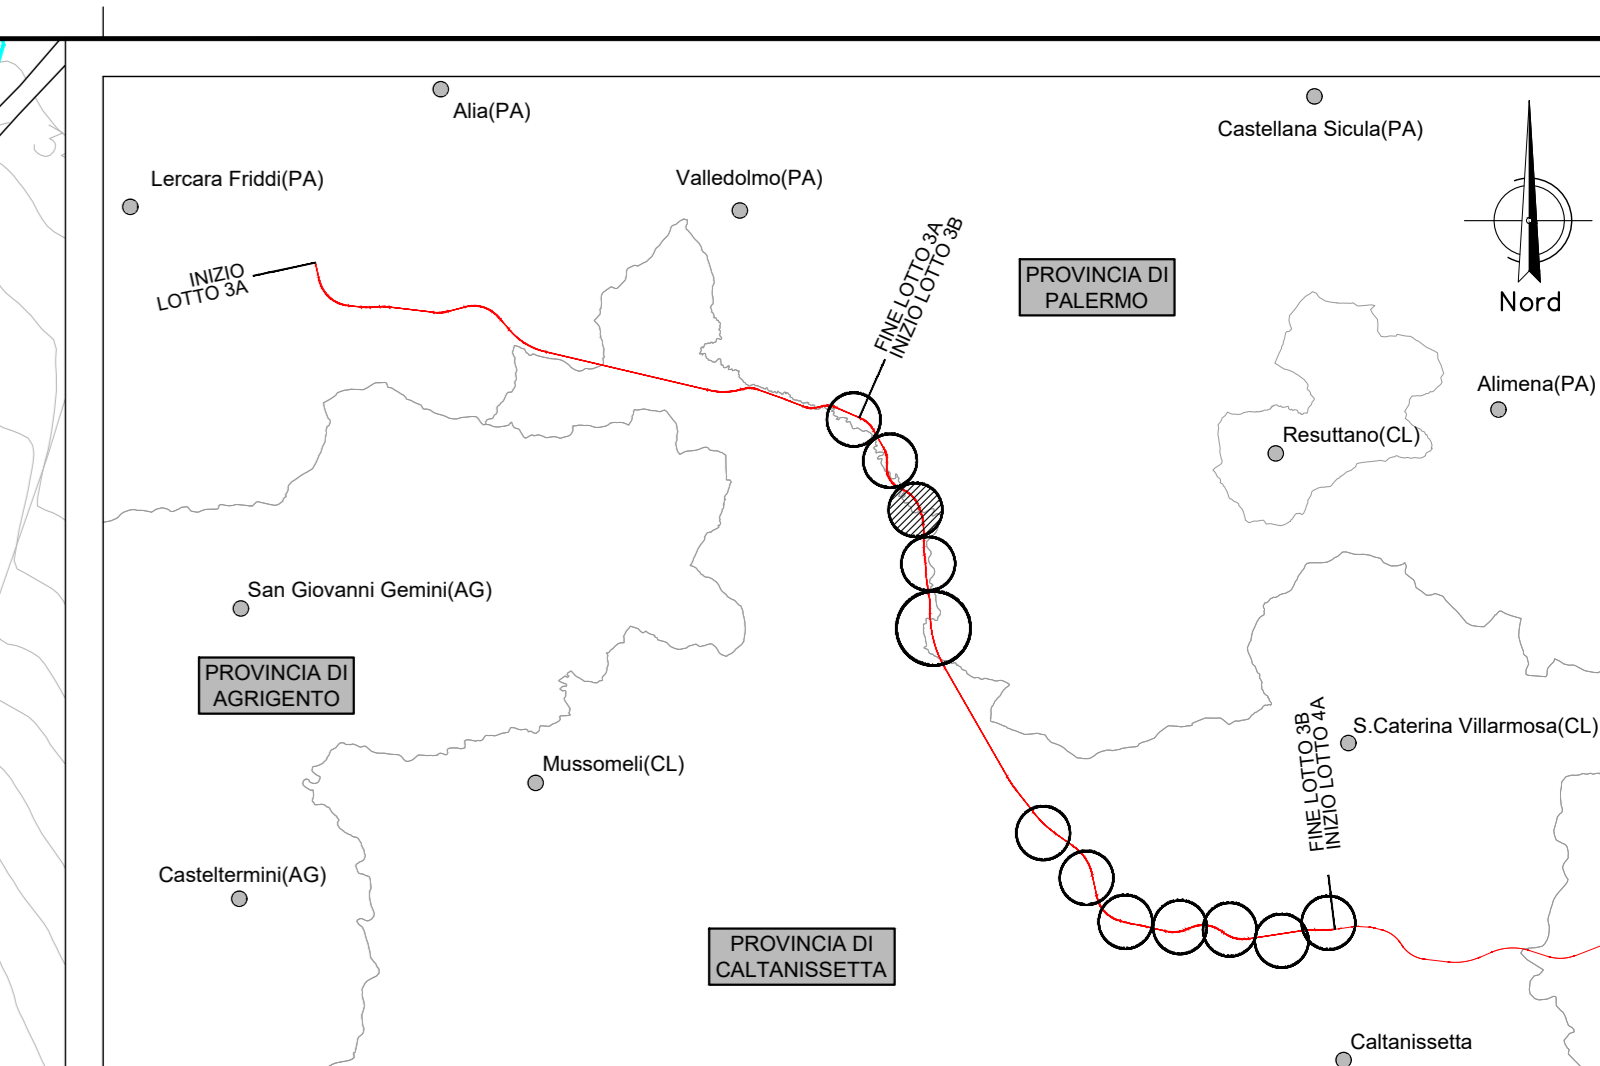 Alia(PA)
Castellana Sicula(PA)
Lercara Friddi(PA)
Valledolmo(PA)
INIZIO
LOTTO 3A
FINE LOTTO 3A
INIZIO LOTTO 3B
PROVINCIA DI
PALERMO
Nord
Alimena(PA)
Resuttano(CL)
San Giovanni Gemini(AG)
PROVINCIA DI
AGRIGENTO
Mussomeli(CL)
FINE LOTTO 3B
INIZIO LOTTO 4A
S.Caterina Villarmosa(CL)
Casteltermini(AG)
PROVINCIA DI
CALTANISSETTA
Caltanissetta